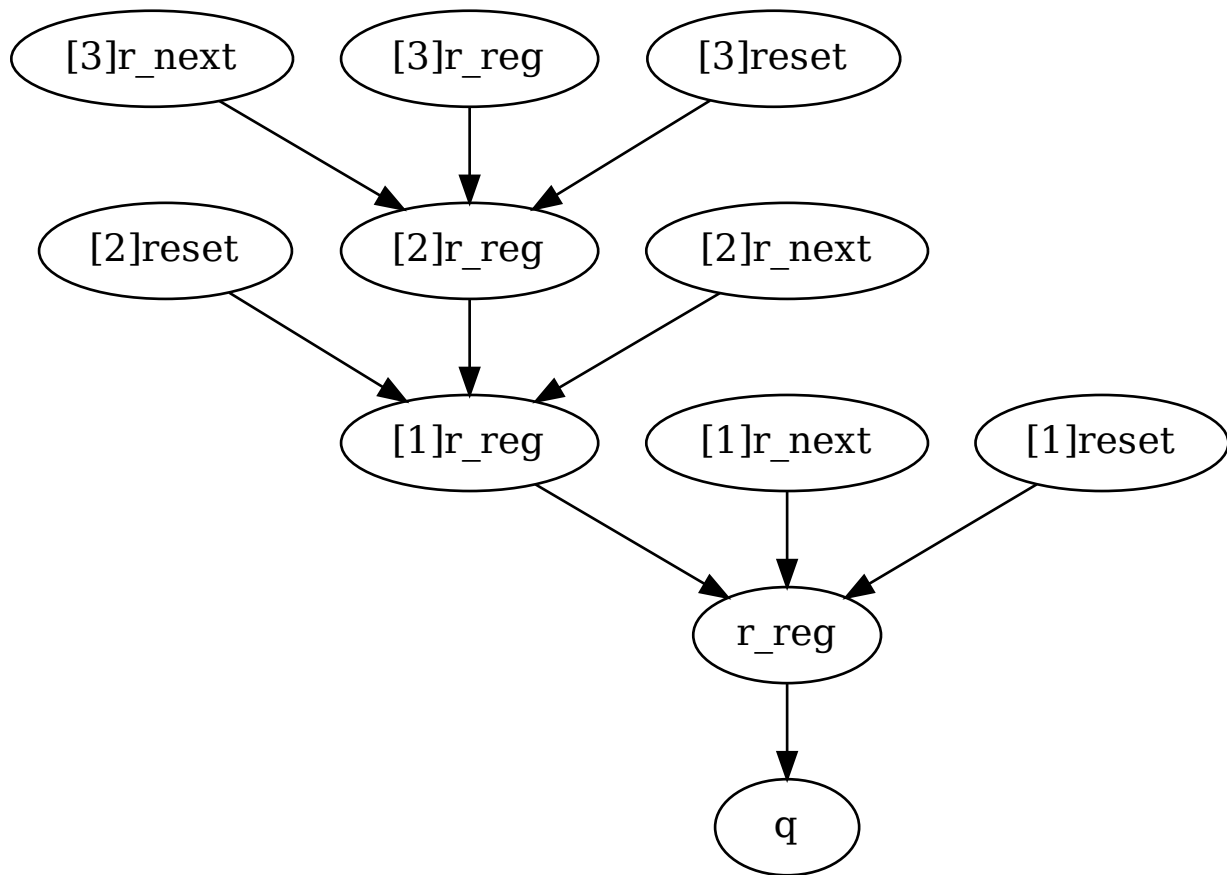 [3]r_next
[3]r_reg
[3]reset
[2]reset
[2]r_reg
[2]r_next
[1]r_reg
[1]r_next
[1]reset
r_reg
q